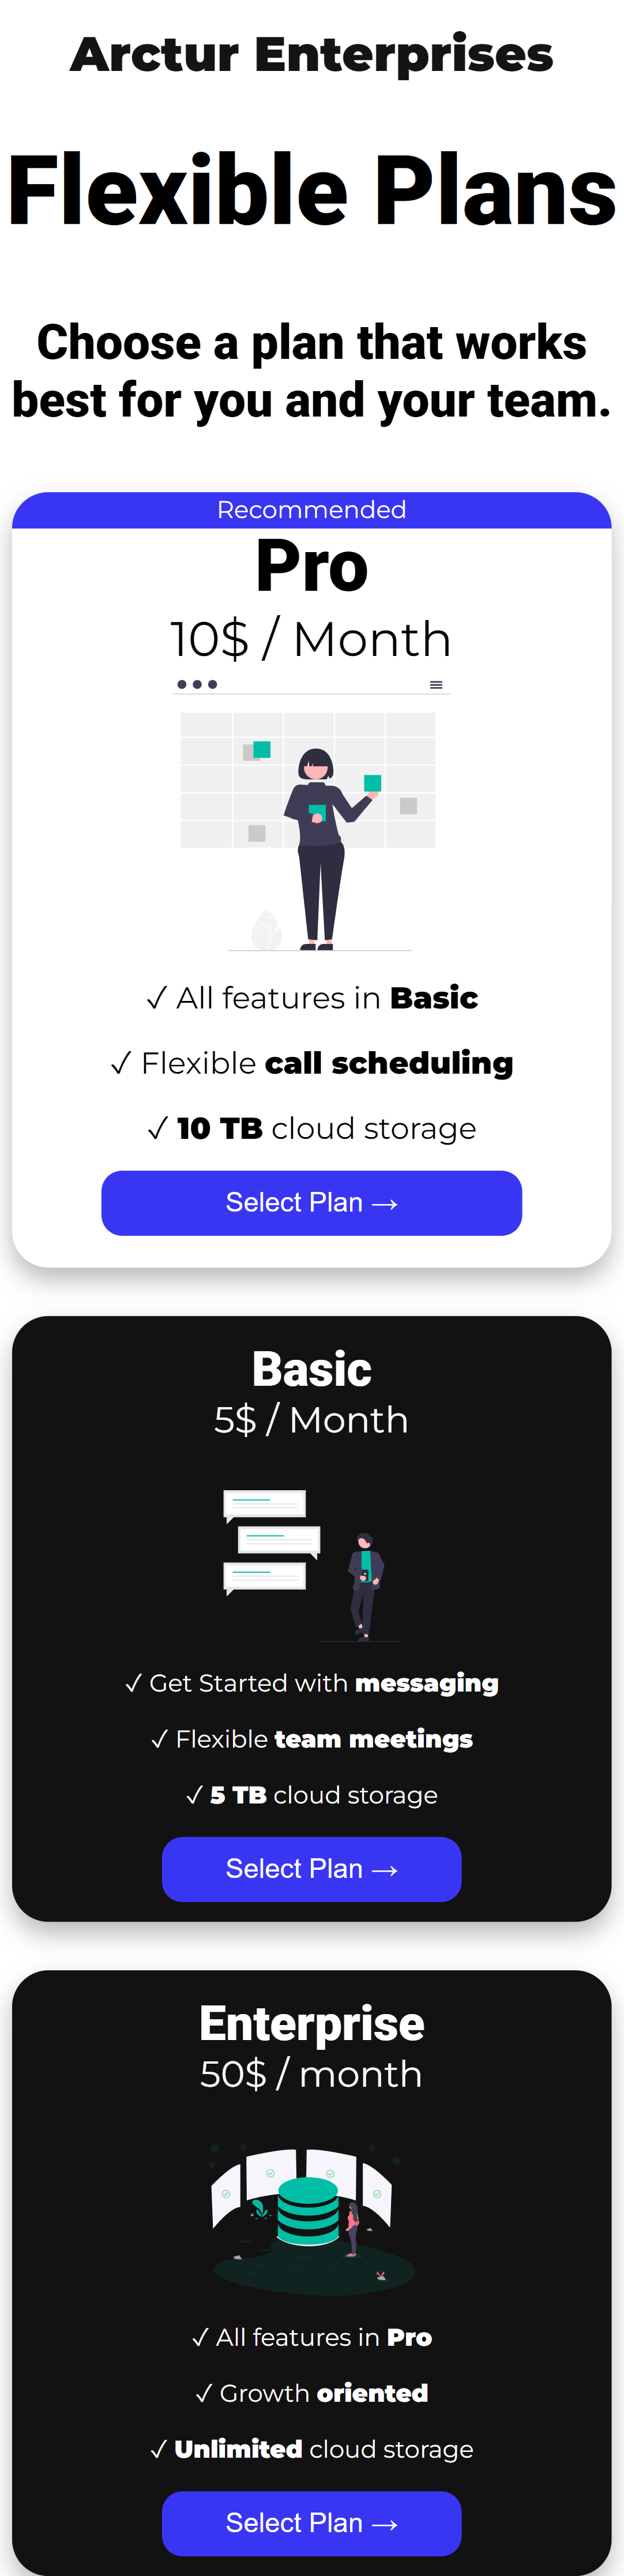 Arctur Enterprises
Flexible Plans
Choose a plan that works
best for you and your team.
Recommended
Pro
10$ / Month
✓ All features in Basic
✓ Flexible call scheduling
✓ 10 TB cloud storage
Select Plan →
Basic
5$ / Month
✓ Get Started with messaging
✓ Flexible team meetings
✓ 5 TB cloud storage
Select Plan →
Enterprise
50$ / month
✓ All features in Pro
✓ Growth oriented
✓ Unlimited cloud storage
Select Plan →